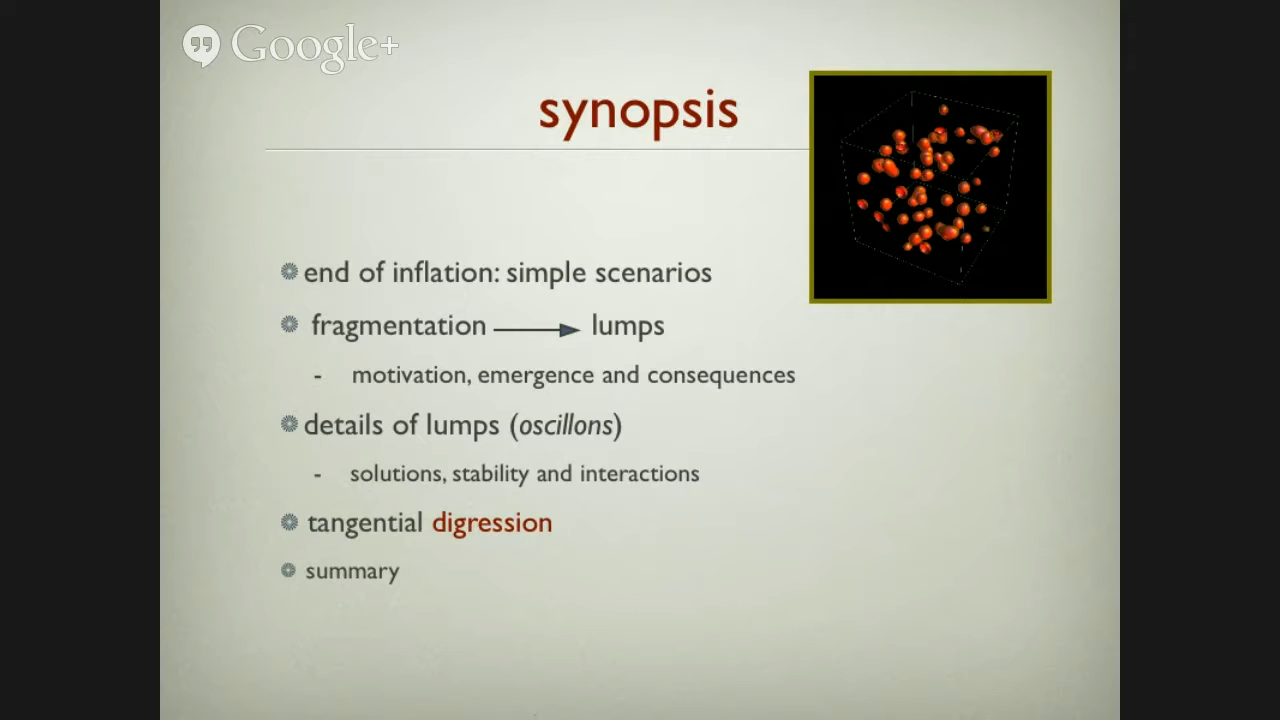 Google+
synopsis
end of inflation: simple scenarios
fragmentation → lumps
- motivation, emergence and consequences
details of lumps (oscillons)
- solutions, stability and interactions
tangential digression
summary